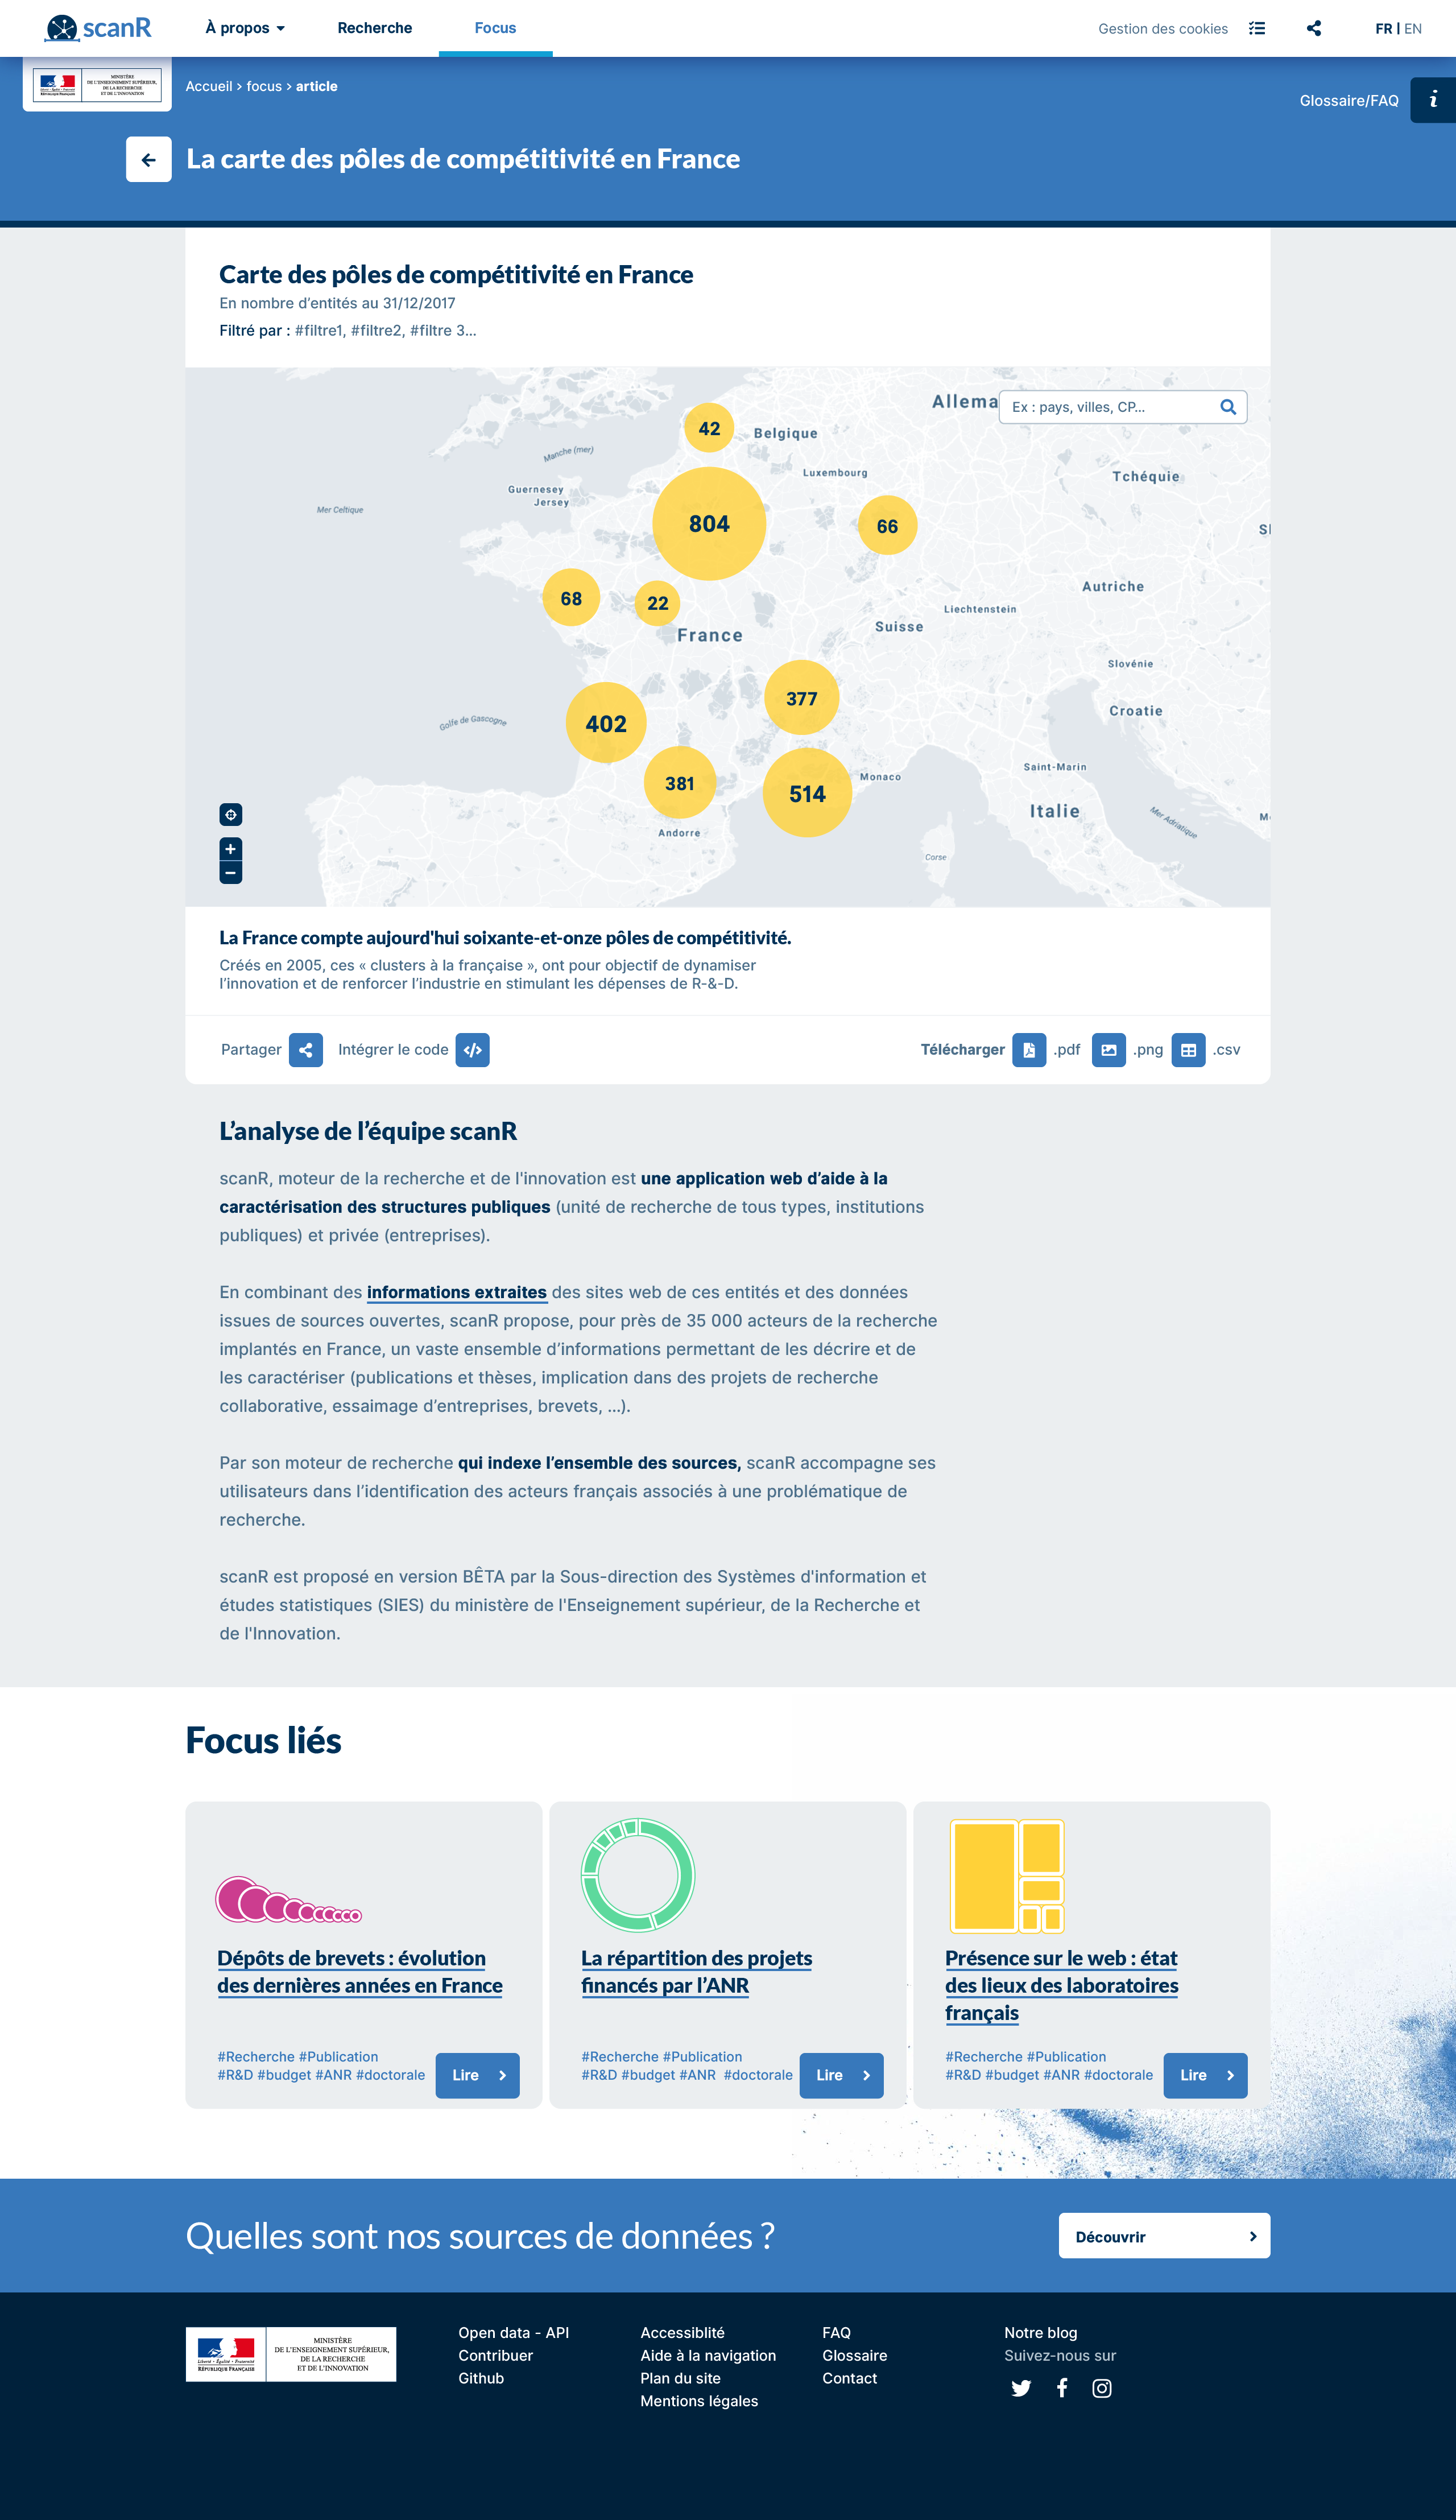 scanR
À propos
Recherche
Focus
Gestion des cookies
FR | EN
MINISTÈRE
DE L'ENSEIGNEMENT SUPÉRIEUR,
DE LA RECHERCHE
ET DE L'INNOVATION
Accueil > focus > article
Glossaire/FAQ
La carte des pôles de compétitivité en France
Carte des pôles de compétitivité en France
En nombre d’entités au 31/12/2017
Filtré par : #filtre1, #filtre2, #filtre 3...
Allema
Ex : pays, villes, CP...
42
Belgique
Manche (mer)
Luxembourg
Tchéquie
Guernesey
Jersey
Mer Celtique
804
66
Sl
68
22
Autriche
Liechtenstein
France
Suisse
Slovénie
377
Croatie
402
Golfe de Gascogne
381
Monaco
Saint-Marin
514
Italie
Mer Adriatique
M
Andorre
Corse
La France compte aujourd'hui soixante-et-onze pôles de compétitivité.
Créés en 2005, ces « clusters à la française », ont pour objectif de dynamiser
l’innovation et de renforcer l’industrie en stimulant les dépenses de R-&-D.
Partager
Intégrer le code
Télécharger
.pdf
.png
.csv
L’analyse de l’équipe scanR
scanR, moteur de la recherche et de l'innovation est une application web d’aide à la
caractérisation des structures publiques (unité de recherche de tous types, institutions
publiques) et privée (entreprises).
En combinant des informations extraites des sites web de ces entités et des données
issues de sources ouvertes, scanR propose, pour près de 35 000 acteurs de la recherche
implantés en France, un vaste ensemble d’informations permettant de les décrire et de
les caractériser (publications et thèses, implication dans des projets de recherche
collaborative, essaimage d’entreprises, brevets, ...).
Par son moteur de recherche qui indexe l’ensemble des sources, scanR accompagne ses
utilisateurs dans l’identification des acteurs français associés à une problématique de
recherche.
scanR est proposé en version BÊTA par la Sous-direction des Systèmes d'information et
études statistiques (SIES) du ministère de l'Enseignement supérieur, de la Recherche et
de l'Innovation.
Focus liés
Dépôts de brevets : évolution
des dernières années en France
#Recherche #Publication
#R&D #budget #ANR #doctorale
Lire
La répartition des projets
financés par l’ANR
#Recherche #Publication
#R&D #budget #ANR #doctorale
Lire
Présence sur le web : état
des lieux des laboratoires
français
#Recherche #Publication
#R&D #budget #ANR #doctorale
Lire
Quelles sont nos sources de données ?
Découvrir
Liberté • Égalité • Fraternité
RÉPUBLIQUE FRANÇAISE
MINISTÈRE
DE L'ENSEIGNEMENT SUPÉRIEUR,
DE LA RECHERCHE
ET DE L'INNOVATION
Open data - API
Contribuer
Github
Accessiblité
Aide à la navigation
Plan du site
Mentions légales
FAQ
Glossaire
Contact
Notre blog
Suivez-nous sur